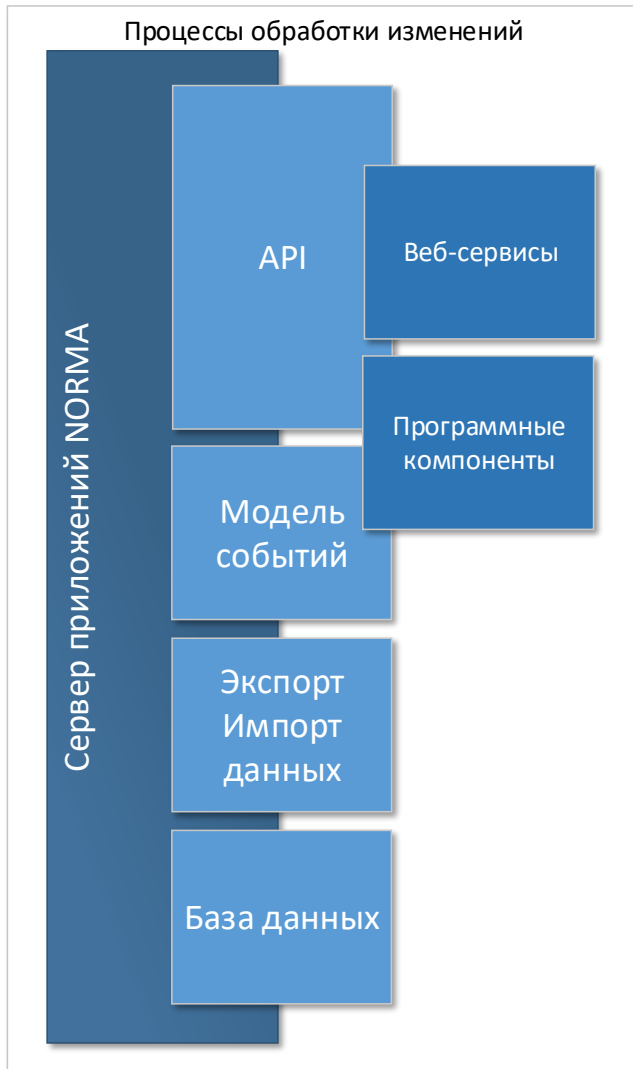 Процессы обработки изменений
Сервер приложений NORMA
API
Веб-сервисы
Программные
компоненты
Модель
событий
Экспорт
Импорт
данных
База данных